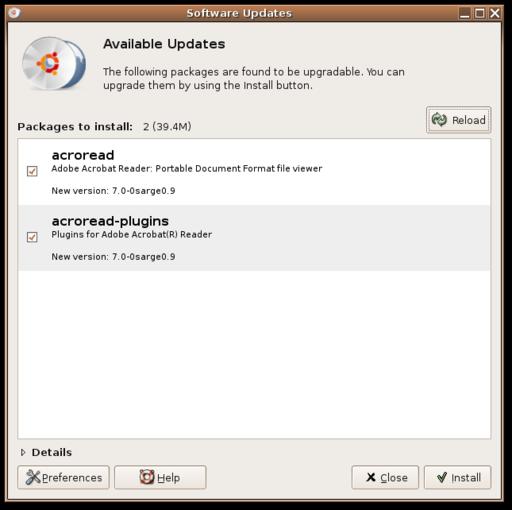 Software Updates
Available Updates
The following packages are found to be upgradable. You can
upgrade them by using the Install button.
Reload
Packages to install: 2 (39.4M)
acroread
Adobe Acrobat Reader: Portable Document Format file viewer
New version: 7.0-0sarge0.9
acroread-plugins
Plugins for Adobe Acrobat(R) Reader
New version: 7.0-0sarge0.9
Details
Preferences Help Close Install